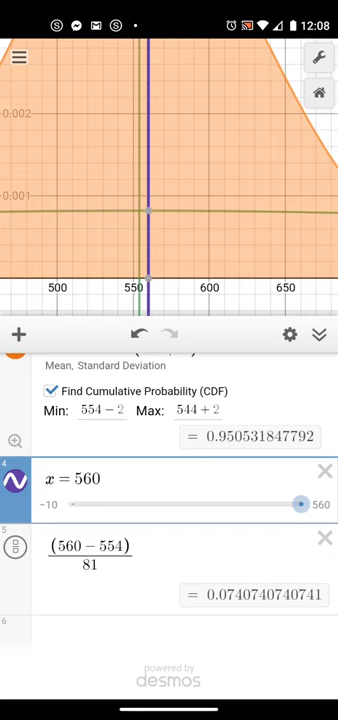 12:08
0.002
0.001
500 550 600 650
Mean, Standard Deviation
Find Cumulative Probability (CDF)
Min: 554 − 2 Max: 544 + 2
= 0.950531847792
4
x = 560
−10 560
5
(560 − 554)
81
= 0.0740740740741
6
powered by
desmos